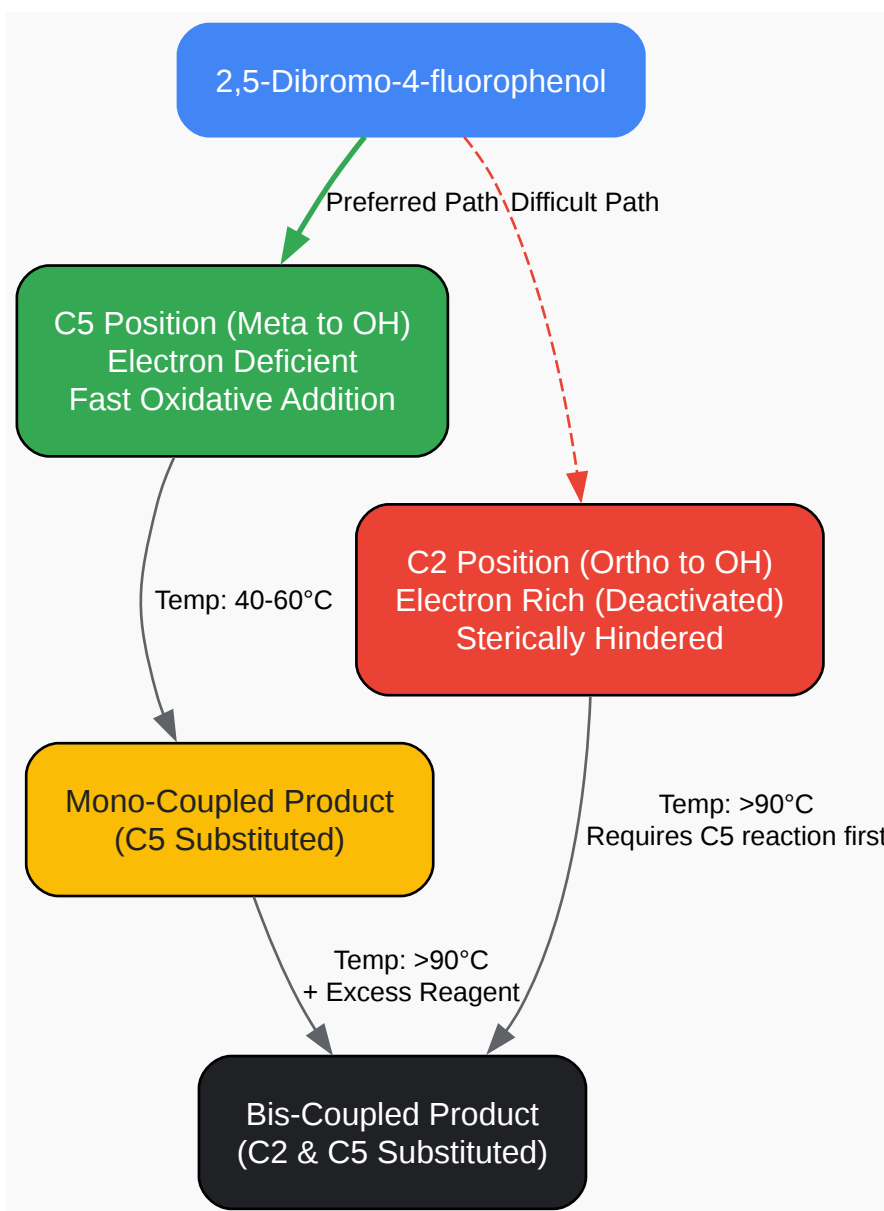 2,5-Dibromo-4-fluorophenol
Preferred Path
Difficult Path
C5 Position (Meta to OH)
Electron Deficient
Fast Oxidative Addition
C2 Position (Ortho to OH)
Electron Rich (Deactivated)
Sterically Hindered
Temp: 40-60°C
Mono-Coupled Product
(C5 Substituted)
Temp: >90°C
Requires C5 reaction first
Temp: >90°C
+ Excess Reagent
Bis-Coupled Product
(C2 & C5 Substituted)